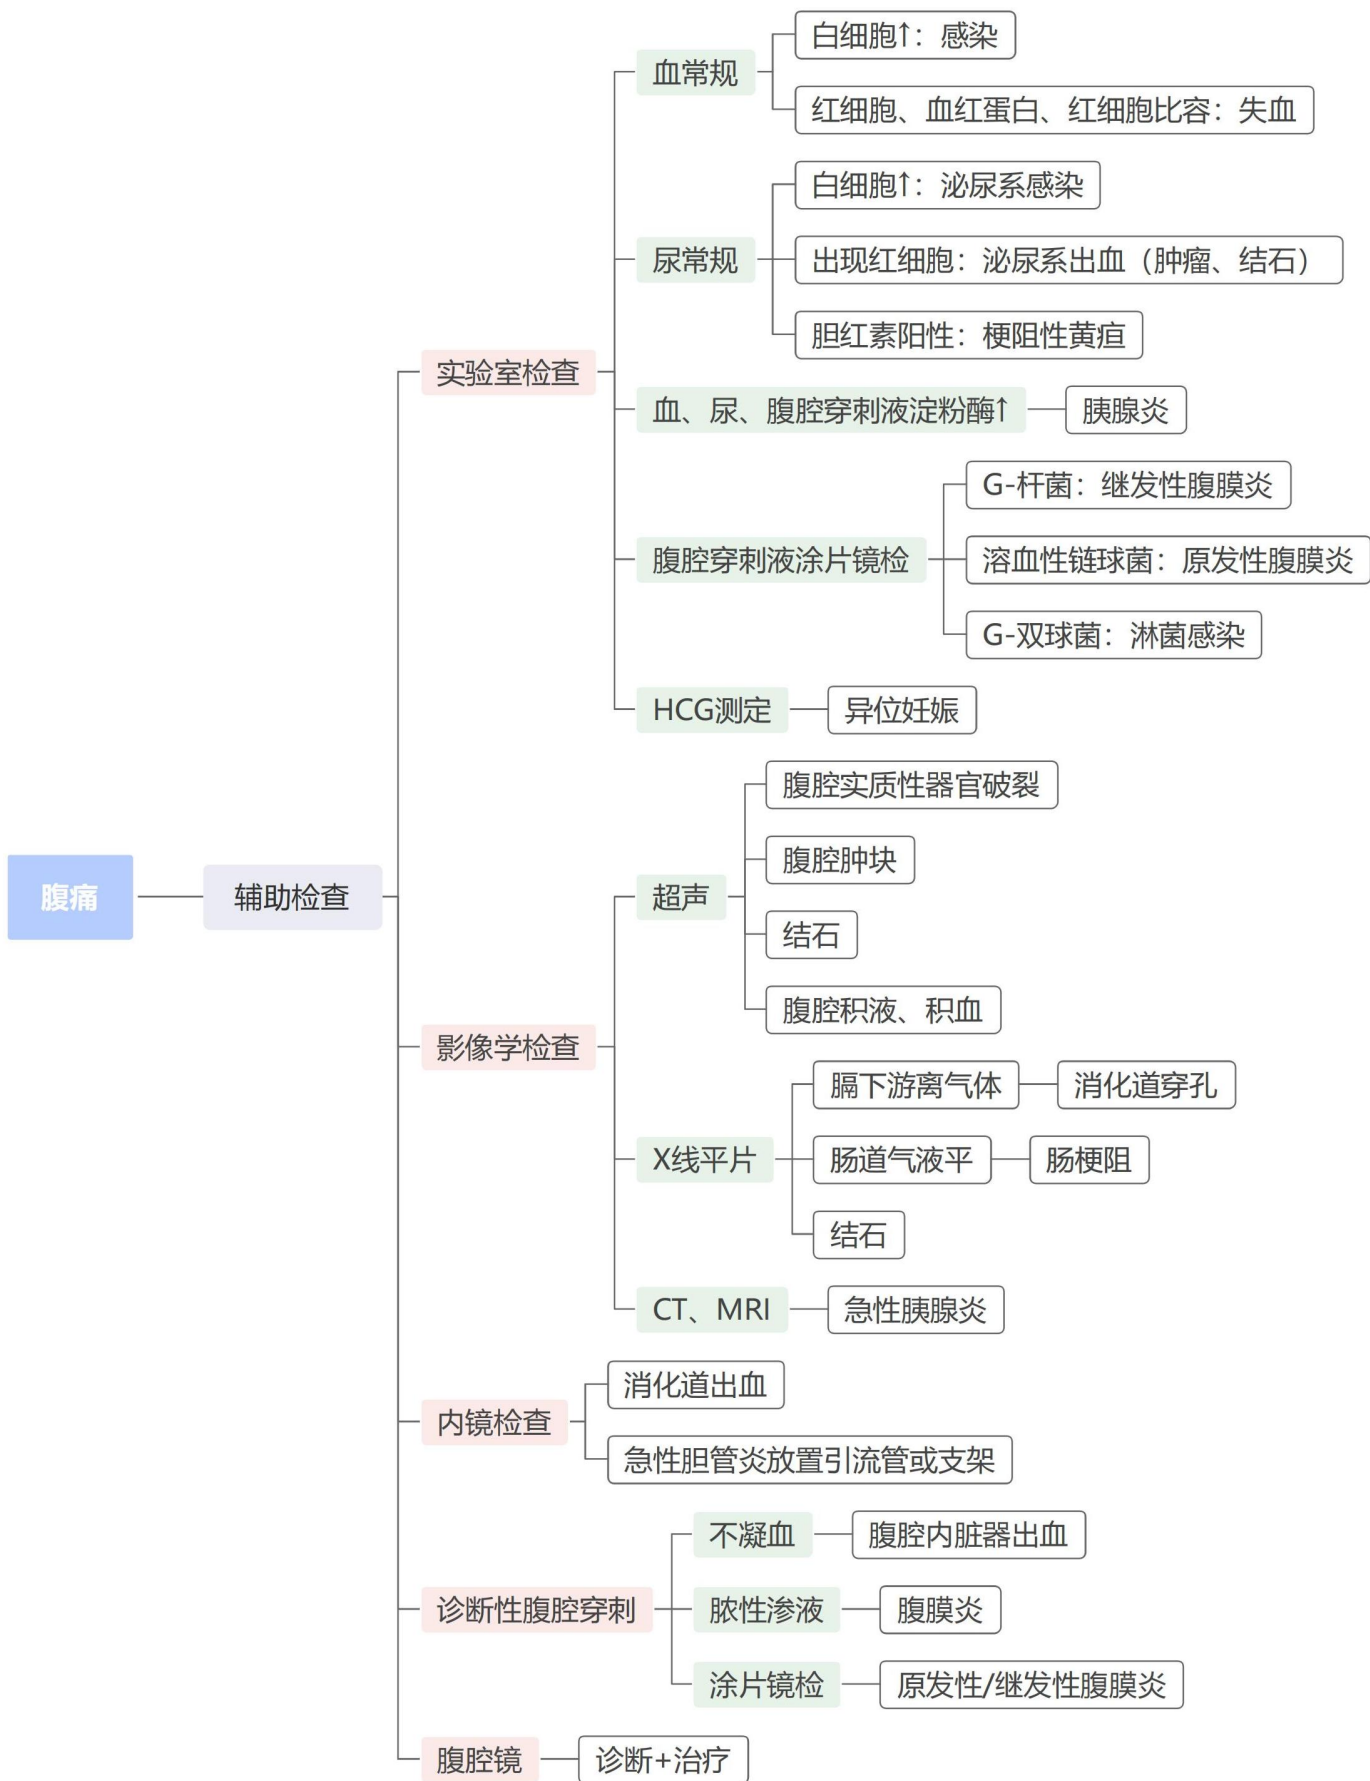 白细胞↑：感染
血常规
红细胞、血红蛋白、红细胞比容：失血
白细胞↑：泌尿系感染
尿常规
出现红细胞：泌尿系出血（肿瘤、结石）
胆红素阳性：梗阻性黄疸
实验室检查
血、尿、腹腔穿刺液淀粉酶↑
胰腺炎
G-杆菌：继发性腹膜炎
腹腔穿刺液涂片镜检
溶血性链球菌：原发性腹膜炎
G-双球菌：淋菌感染
HCG测定
异位妊娠
腹腔实质性器官破裂
腹腔肿块
腹痛
辅助检查
超声
结石
腹腔积液、积血
影像学检查
膈下游离气体
消化道穿孔
X线平片
肠道气液平
肠梗阻
结石
CT、MRI
急性胰腺炎
消化道出血
内镜检查
急性胆管炎放置引流管或支架
不凝血
腹腔内脏器出血
诊断性腹腔穿刺
脓性渗液
腹膜炎
涂片镜检
原发性/继发性腹膜炎
腹腔镜
诊断+治疗